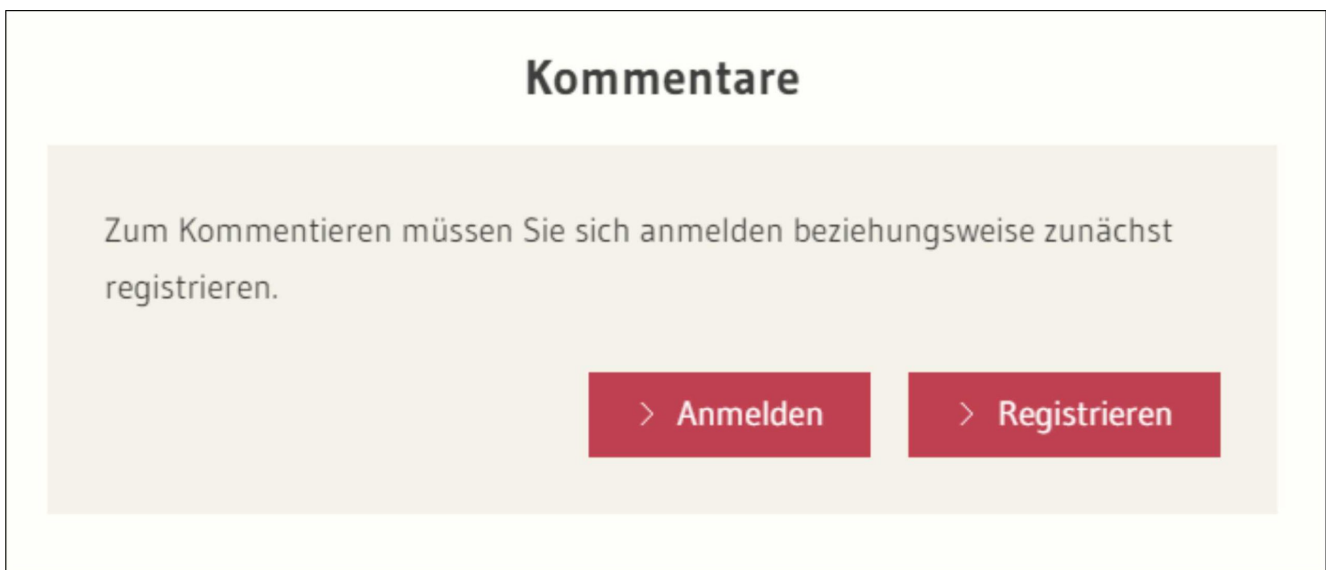 Kommentare
Zum Kommentieren müssen Sie sich anmelden beziehungsweise zunächst
registrieren.
> Anmelden
> Registrieren